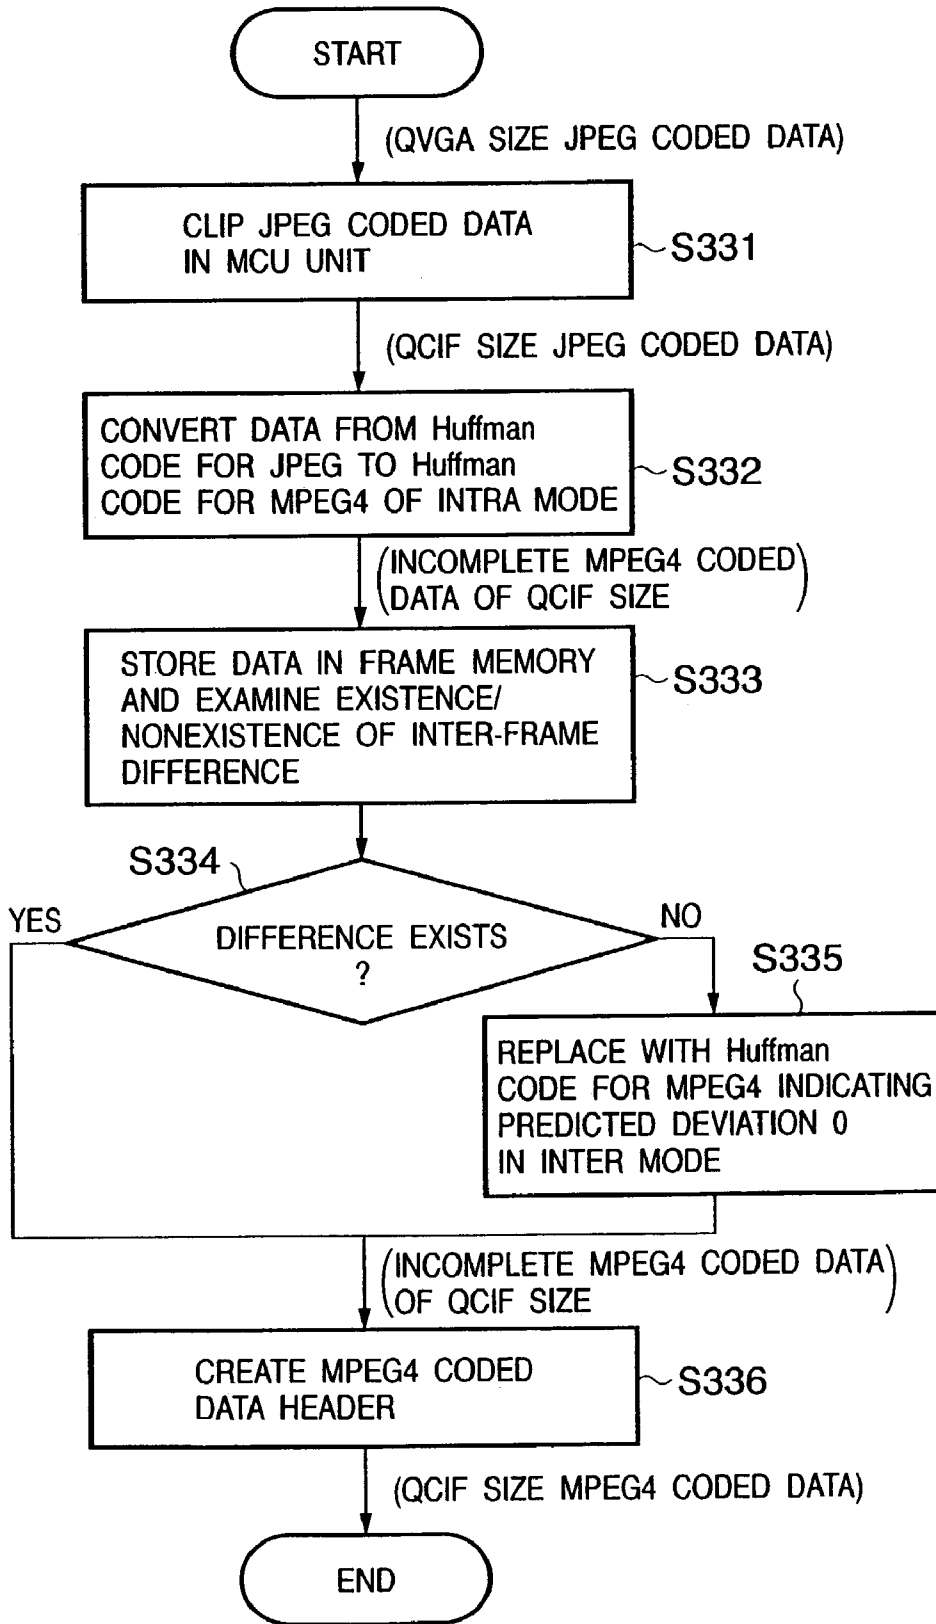 START
(QVGA SIZE JPEG CODED DATA)
CLIP JPEG CODED DATA
IN MCU UNIT
S331
(QCIF SIZE JPEG CODED DATA)
CONVERT DATA FROM Huffman
CODE FOR JPEG TO Huffman
CODE FOR MPEG4 OF INTRA MODE
S332
(INCOMPLETE MPEG4 CODED
DATA OF QCIF SIZE)
STORE DATA IN FRAME MEMORY
AND EXAMINE EXISTENCE/
NONEXISTENCE OF INTER-FRAME
DIFFERENCE
S333
S334
YES
DIFFERENCE EXISTS
?
NO
S335
REPLACE WITH Huffman
CODE FOR MPEG4 INDICATING
PREDICTED DEVIATION 0
IN INTER MODE
(INCOMPLETE MPEG4 CODED DATA
OF QCIF SIZE)
CREATE MPEG4 CODED
DATA HEADER
S336
(QCIF SIZE MPEG4 CODED DATA)
END